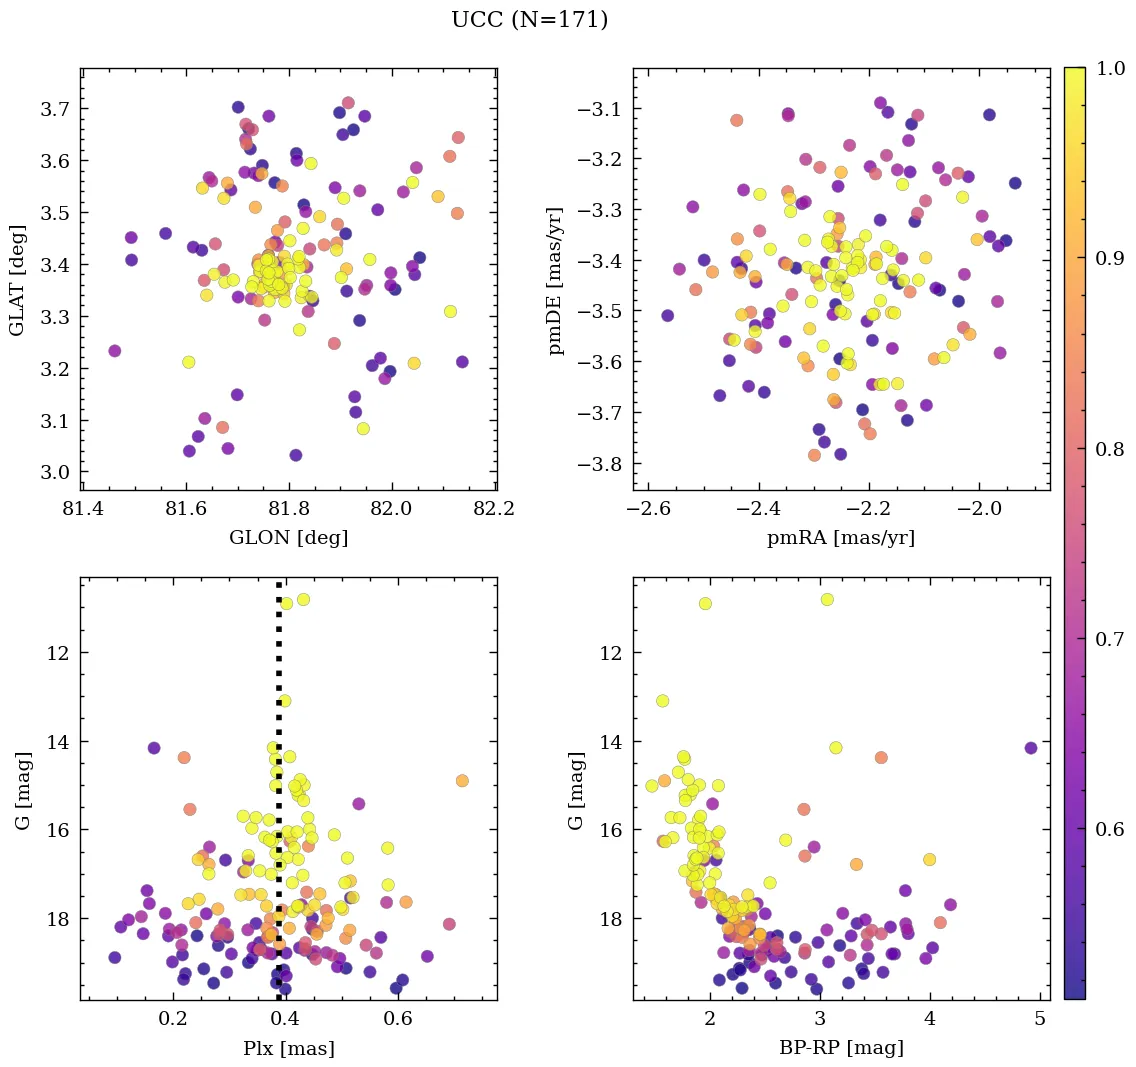 UCC (N=171)
3.7
3.6
3.5
3.4
3.3
3.2
3.1
3.0
GLAT [deg]
81.4 81.6 81.8 82.0 82.2
GLON [deg]
−3.1
−3.2
−3.3
−3.4
−3.5
−3.6
−3.7
−3.8
pmDE [mas/yr]
−2.6 −2.4 −2.2 −2.0
pmRA [mas/yr]
1.0
0.9
0.8
0.7
0.6
12
14
16
18
G [mag]
0.2 0.4 0.6
Plx [mas]
12
14
16
18
G [mag]
2 3 4 5
BP-RP [mag]